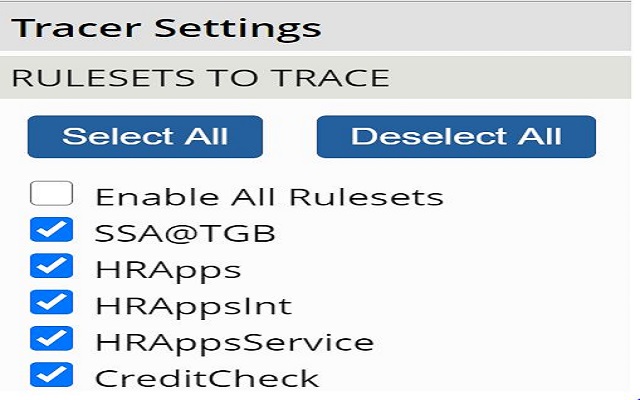 Tracer Settings
RULESETS TO TRACE
Select All Deselect All
Enable All Rulesets
SSA@TGB
HRApps
HRAppsInt
HRAppsService
CreditCheck